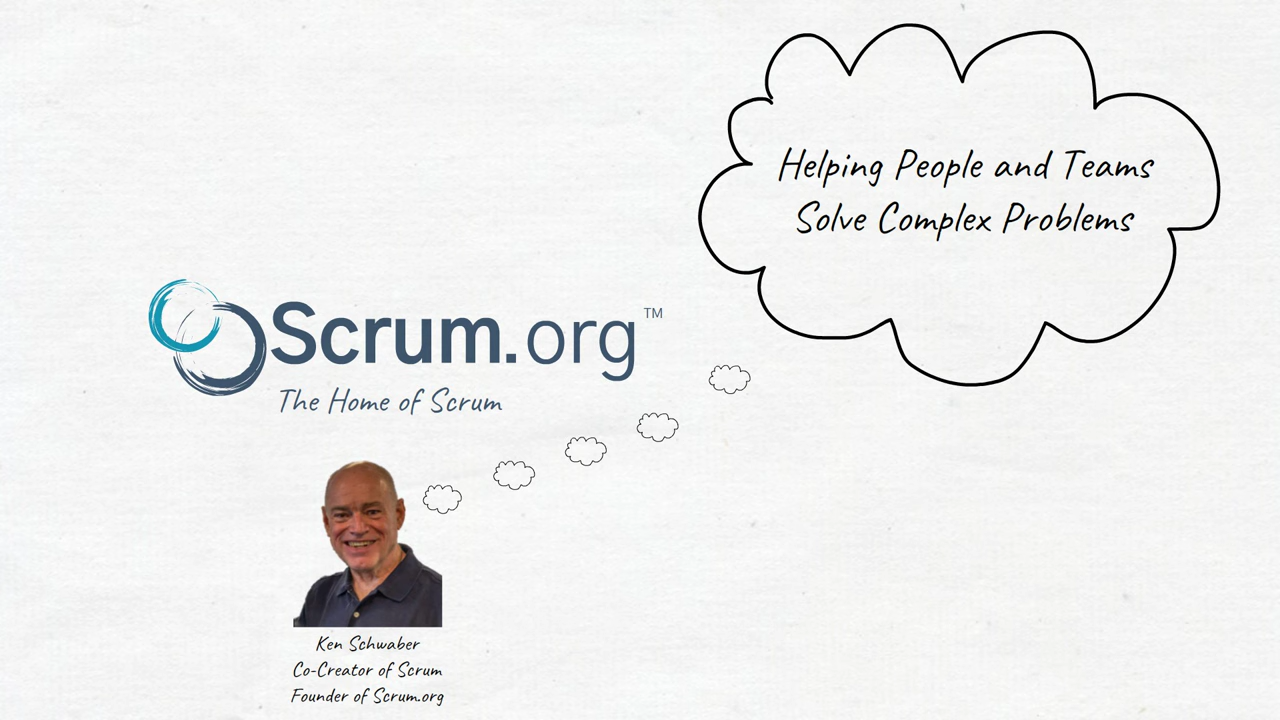 Helping People and Teams
Solve Complex Problems
Scrum.org™
The Home of Scrum
Ken Schwaber
Co-Creator of Scrum
Founder of Scrum.org